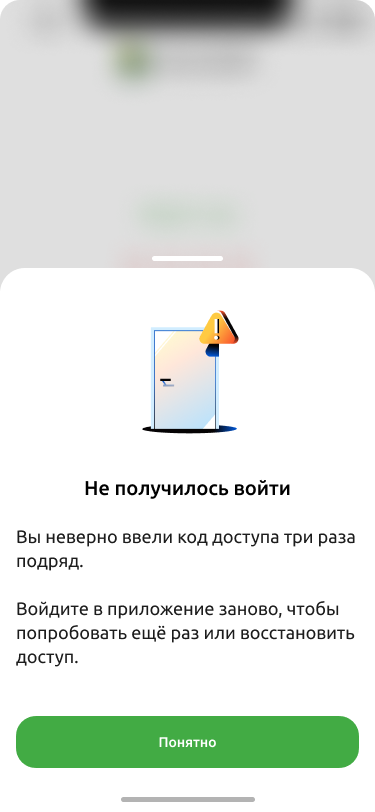 Не получилось войти
Вы неверно ввели код доступа три раза
подряд.
Войдите в приложение заново, чтобы
попробовать ещё раз или восстановить
доступ.
Понятно